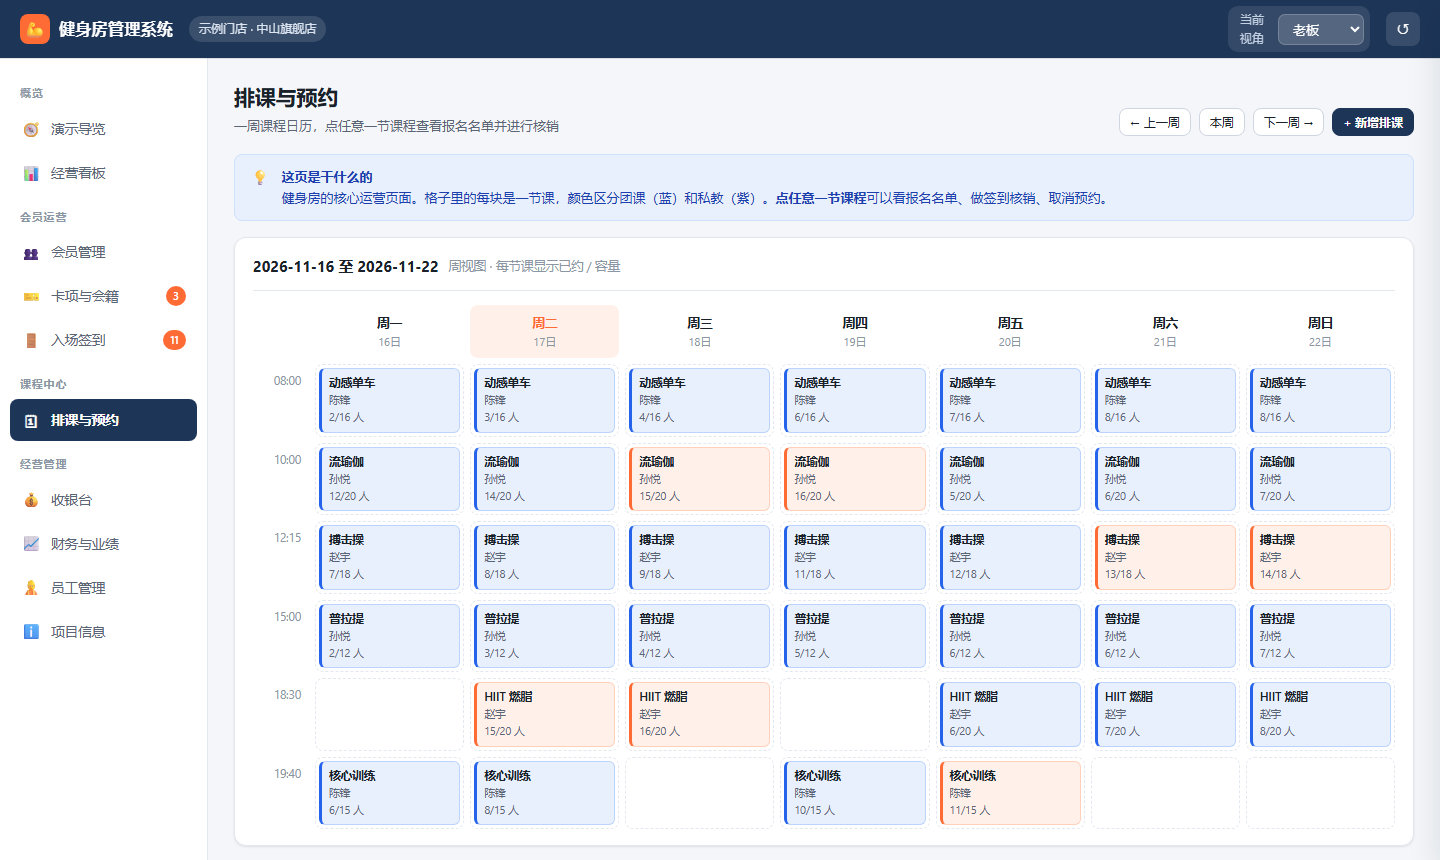 健身房管理系统
示例门店 · 中山旗舰店
当前
视角
老板
↺
概览
演示导览
经营看板
会员运营
会员管理
卡项与会籍
3
入场签到
11
课程中心
排课与预约
经营管理
收银台
财务与业绩
员工管理
项目信息
排课与预约
一周课程日历，点任意一节课程查看报名名单并进行核销
← 上一周
本周
下一周 →
+ 新增排课
这页是干什么的
健身房的核心运营页面。格子里的每块是一节课，颜色区分团课（蓝）和私教（紫）。点任意一节课程可以看报名名单、做签到核销、取消预约。
2026-11-16 至 2026-11-22 周视图 · 每节课显示已约 / 容量
周一 周二 周三 周四 周五 周六 周日
16日 17日 18日 19日 20日 21日 22日
08:00
动感单车 动感单车 动感单车 动感单车 动感单车 动感单车 动感单车
陈锋 陈锋 陈锋 陈锋 陈锋 陈锋 陈锋
2/16 人 3/16 人 4/16 人 6/16 人 7/16 人 8/16 人 8/16 人
10:00
流瑜伽 流瑜伽 流瑜伽 流瑜伽 流瑜伽 流瑜伽 流瑜伽
孙悦 孙悦 孙悦 孙悦 孙悦 孙悦 孙悦
12/20 人 14/20 人 15/20 人 16/20 人 5/20 人 6/20 人 7/20 人
12:15
搏击操 搏击操 搏击操 搏击操 搏击操 搏击操 搏击操
赵宇 赵宇 赵宇 赵宇 赵宇 赵宇 赵宇
7/18 人 8/18 人 9/18 人 11/18 人 12/18 人 13/18 人 14/18 人
15:00
普拉提 普拉提 普拉提 普拉提 普拉提 普拉提 普拉提
孙悦 孙悦 孙悦 孙悦 孙悦 孙悦 孙悦
2/12 人 3/12 人 4/12 人 5/12 人 6/12 人 6/12 人 7/12 人
18:30
HIIT 燃脂 HIIT 燃脂 HIIT 燃脂 HIIT 燃脂 HIIT 燃脂
赵宇 赵宇 赵宇 赵宇 赵宇
15/20 人 16/20 人 6/20 人 7/20 人 8/20 人
19:40
核心训练 核心训练 核心训练 核心训练
陈锋 陈锋 陈锋 陈锋
6/15 人 8/15 人 10/15 人 11/15 人